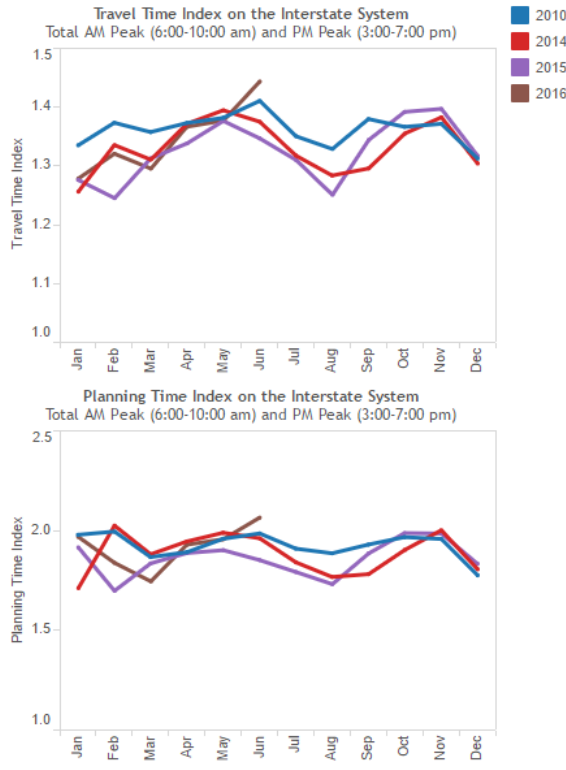 Travel Time Index on the Interstate System
Total AM Peak (6:00-10:00 am) and PM Peak (3:00-7:00 pm)
2010
2014
2015
2016
1.5
1.4
1.3
1.2
1.1
1.0
Travel Time Index
Jan
Feb
Mar
Apr
May
Jun
Jul
Aug
Sep
Oct
Nov
Dec
Planning Time Index on the Interstate System
Total AM Peak (6:00-10:00 am) and PM Peak (3:00-7:00 pm)
2.5
2.0
1.5
1.0
Planning Time Index
Jan
Feb
Mar
Apr
May
Jun
Jul
Aug
Sep
Oct
Nov
Dec